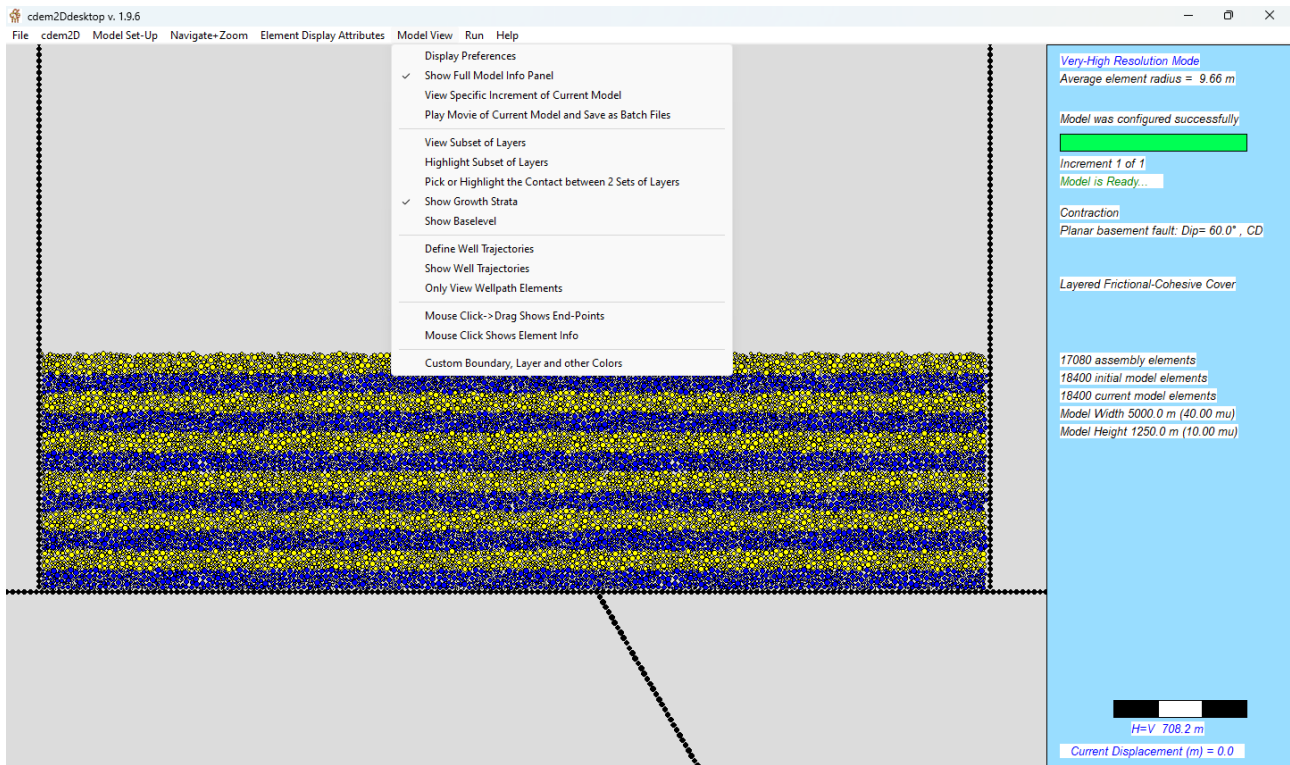 cdem2Ddesktop v. 1.9.6
File cdem2D Model Set-Up Navigate+Zoom Element Display Attributes Model View Run Help
Display Preferences
Show Full Model Info Panel
View Specific Increment of Current Model
Play Movie of Current Model and Save as Batch Files
View Subset of Layers
Highlight Subset of Layers
Pick or Highlight the Contact between 2 Sets of Layers
Show Growth Strata
Show Baselevel
Define Well Trajectories
Show Well Trajectories
Only View Wellpath Elements
Mouse Click->Drag Shows End-Points
Mouse Click Shows Element Info
Custom Boundary, Layer and other Colors
Very-High Resolution Mode
Average element radius = 9.66 m
Model was configured successfully
Increment 1 of 1
Model is Ready...
Contraction
Planar basement fault: Dip= 60.0° , CD
Layered Frictional-Cohesive Cover
17080 assembly elements
18400 initial model elements
18400 current model elements
Model Width 5000.0 m (40.00 mu)
Model Height 1250.0 m (10.00 mu)
H=V 708.2 m
Current Displacement (m) = 0.0